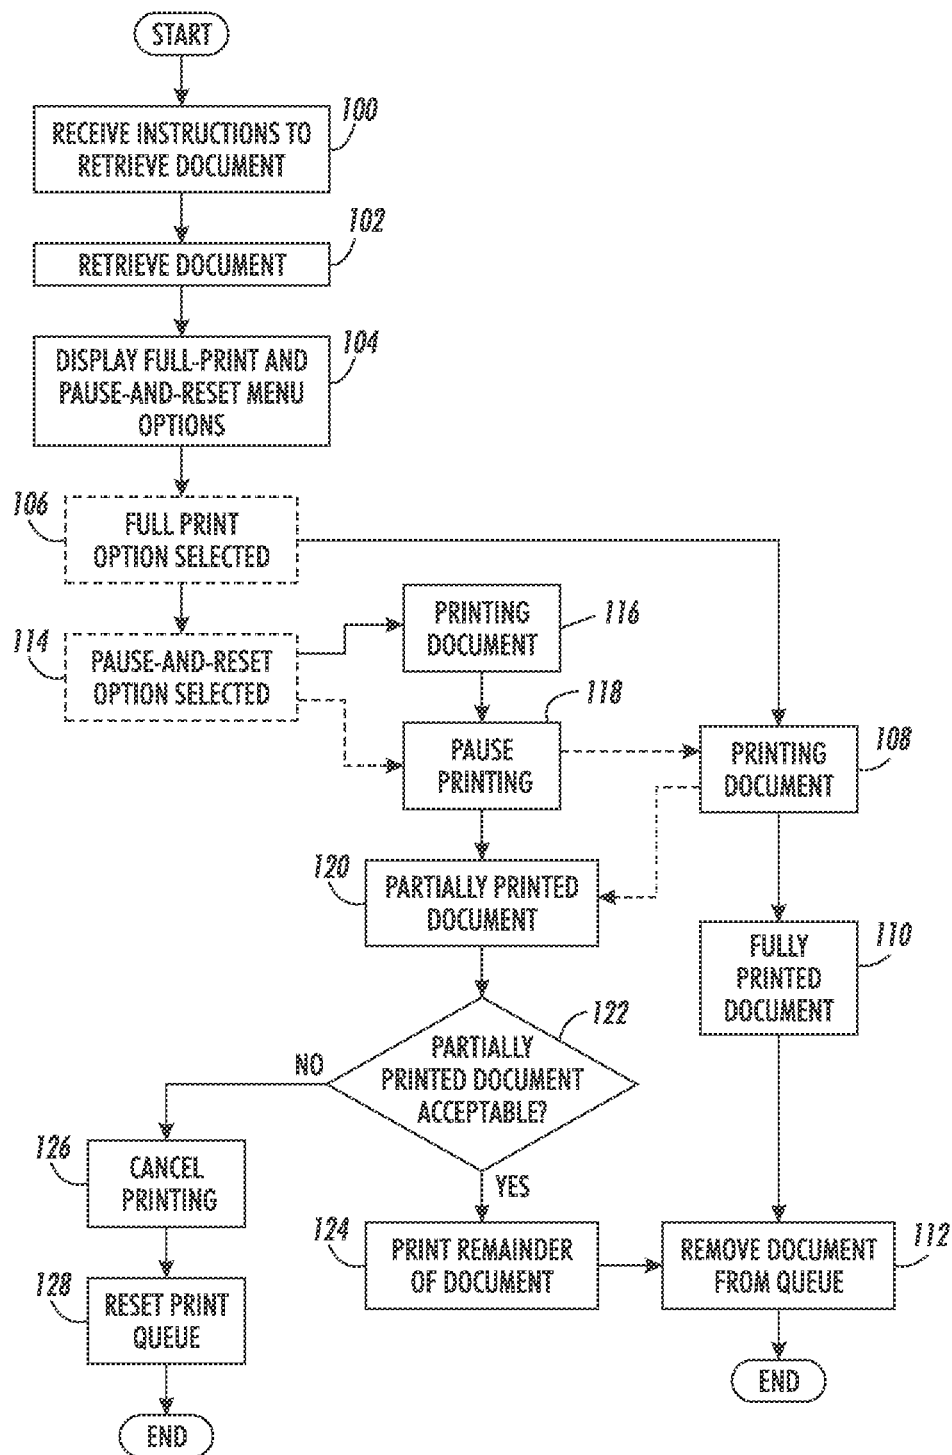 START
100
RECEIVE INSTRUCTIONS TO
RETRIEVE DOCUMENT
102
RETRIEVE DOCUMENT
104
DISPLAY FULL-PRINT AND
PAUSE-AND-RESET MENU
OPTIONS
106
FULL PRINT
OPTION SELECTED
114
PAUSE-AND-RESET
OPTION SELECTED
PRINTING
DOCUMENT
116
118
PAUSE
PRINTING
108
PRINTING
DOCUMENT
120
PARTIALLY PRINTED
DOCUMENT
110
FULLY
PRINTED
DOCUMENT
122
PARTIALLY
PRINTED DOCUMENT
ACCEPTABLE?
NO
YES
126
CANCEL
PRINTING
124
PRINT REMAINDER
OF DOCUMENT
112
REMOVE DOCUMENT
FROM QUEUE
128
RESET PRINT
QUEUE
END
END